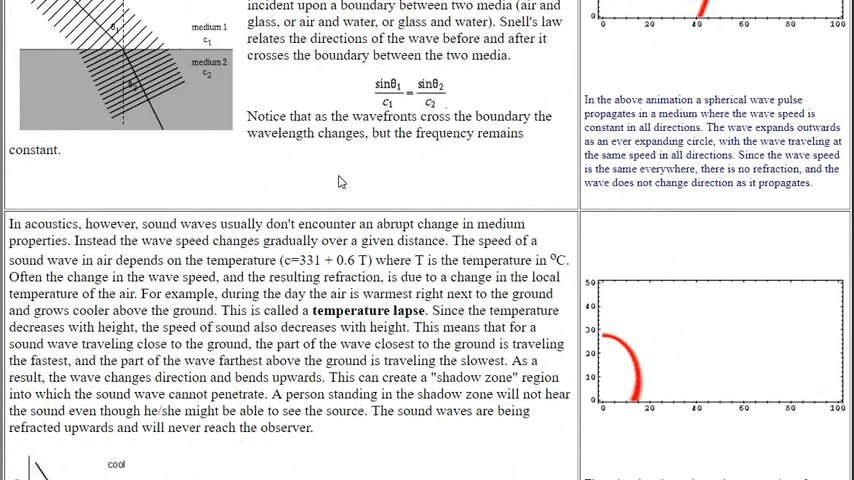 incident upon a boundary between two media (air and
glass, or air and water, or glass and water). Snell's law
relates the directions of the wave before and after it
crosses the boundary between the two media.
medium 1
c₁
medium 2
c₂
θ₁
θ₂
sinθ₁ = sinθ₂
c₁ c₂
Notice that as the wavefronts cross the boundary the
wavelength changes, but the frequency remains
constant.
0 20 40 60 80 100
In the above animation a spherical wave pulse
propagates in a medium where the wave speed is
constant in all directions. The wave expands outwards
as an ever expanding circle, with the wave traveling at
the same speed in all directions. Since the wave speed
is the same everywhere, there is no refraction, and the
wave does not change direction as it propagates.
In acoustics, however, sound waves usually don't encounter an abrupt change in medium
properties. Instead the wave speed changes gradually over a given distance. The speed of a
sound wave in air depends on the temperature (c=331 + 0.6 T) where T is the temperature in ºC.
Often the change in the wave speed, and the resulting refraction, is due to a change in the local
temperature of the air. For example, during the day the air is warmest right next to the ground
and grows cooler above the ground. This is called a temperature lapse. Since the temperature
decreases with height, the speed of sound also decreases with height. This means that for a
sound wave traveling close to the ground, the part of the wave closest to the ground is traveling
the fastest, and the part of the wave farthest above the ground is traveling the slowest. As a
result, the wave changes direction and bends upwards. This can create a "shadow zone" region
into which the sound wave cannot penetrate. A person standing in the shadow zone will not hear
the sound even though he/she might be able to see the source. The sound waves are being
refracted upwards and will never reach the observer.
50
40
30
20
10
0
0 20 40 60 80 100
cool